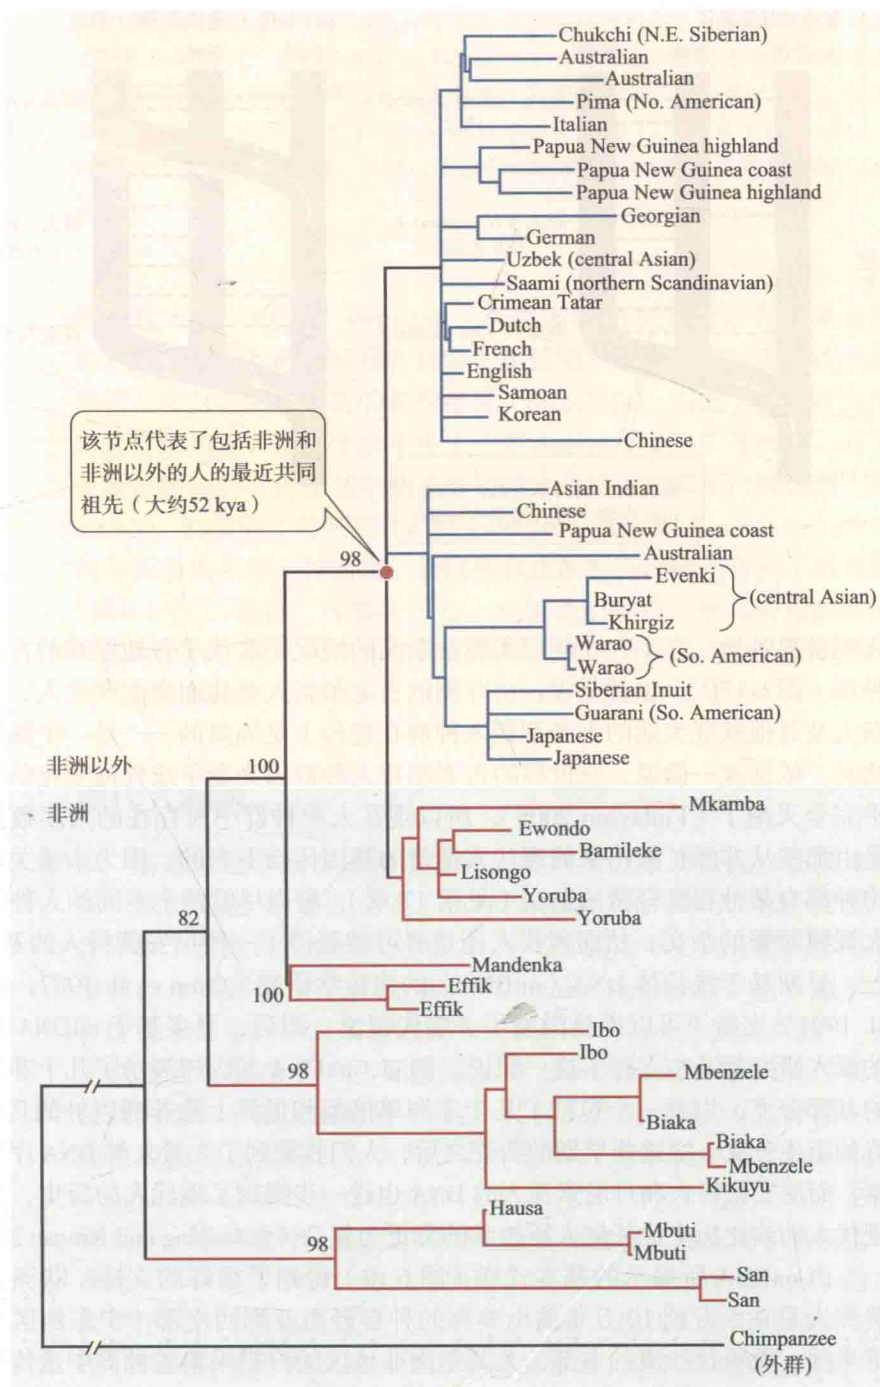 Chukchi (N.E. Siberian)
Australian
Australian
Pima (No. American)
Italian
Papua New Guinea highland
Papua New Guinea coast
Papua New Guinea highland
Georgian
German
Uzbek (central Asian)
Saami (northern Scandinavian)
Crimean Tatar
Dutch
French
English
Samoan
Korean
Chinese
该节点代表了包括非洲和
非洲以外的人的最近共同
祖先（大约52 kya）
98
Asian Indian
Chinese
Papua New Guinea coast
Australian
Evenki
Buryat
(central Asian)
Khirgiz
Warao
(So. American)
Warao
Siberian Inuit
Guarani (So. American)
Japanese
Japanese
非洲以外
100
非洲
Mkamba
Ewondo
Bamileke
Lisongo
Yoruba
Yoruba
82
Mandenka
100
Effik
Effik
Ibo
Ibo
98
Mbenzele
Biaka
Biaka
Mbenzele
Kikuyu
Hausa
Mbuti
Mbuti
98
San
San
Chimpanzee
(外群)